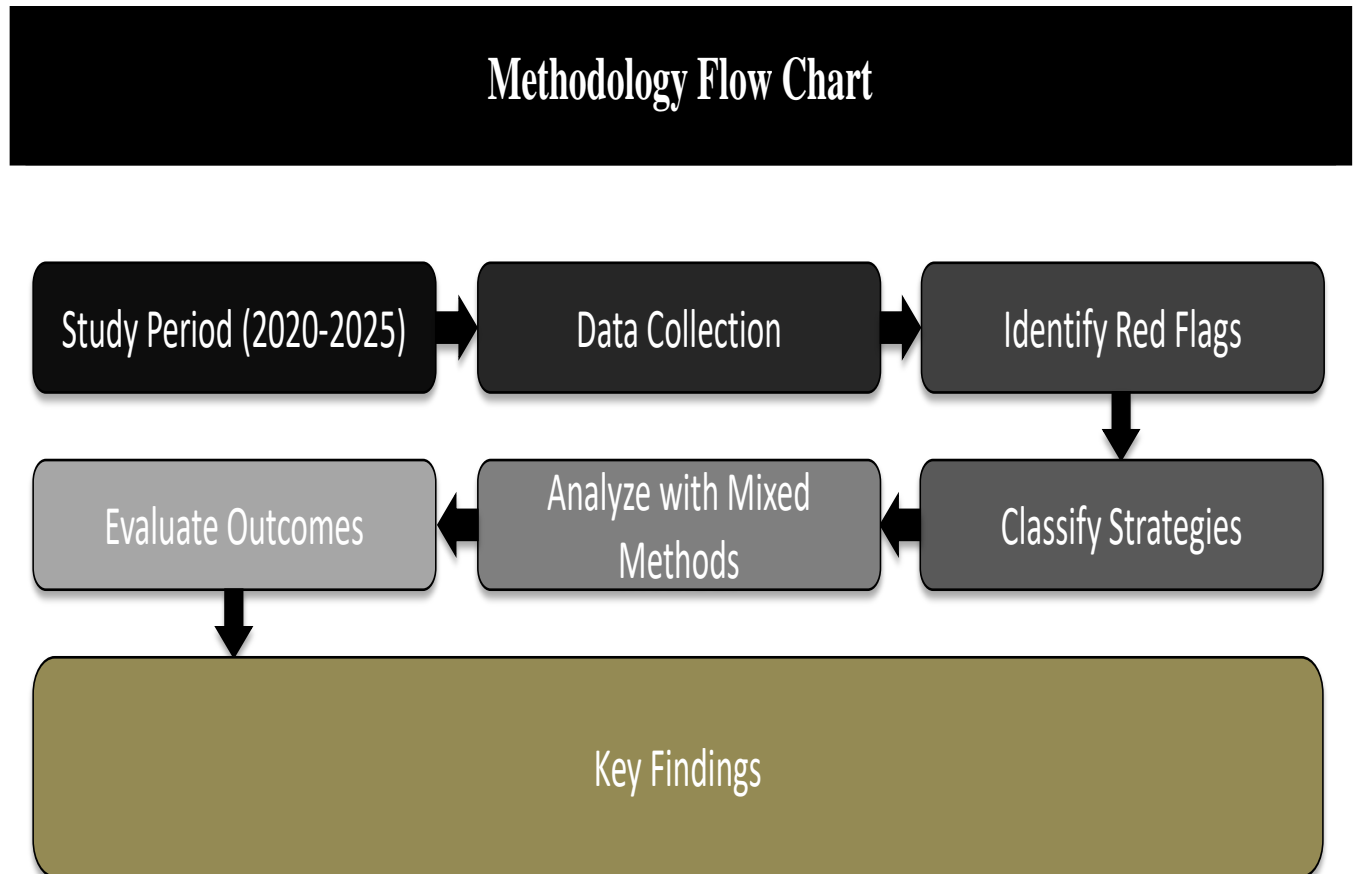 Methodology Flow Chart
Study Period (2020-2025)
Data Collection
Identify Red Flags
Classify Strategies
Analyze with Mixed
Methods
Evaluate Outcomes
Key Findings